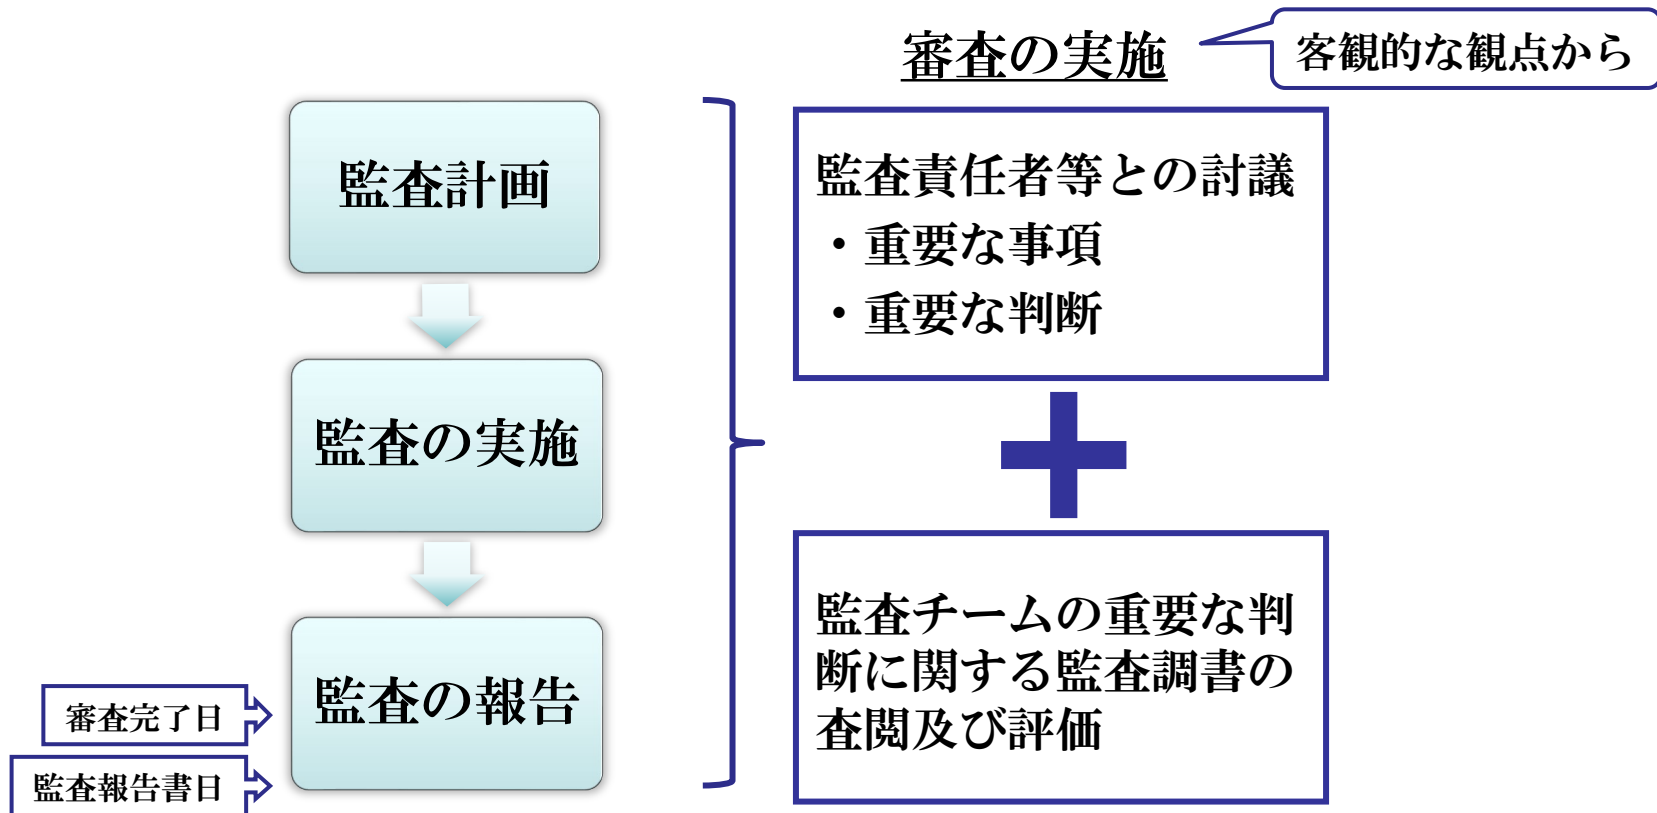 審査の実施
客観的な観点から
監査計画
監査の実施
監査の報告
審査完了日
監査報告書日
監査責任者等との討議
・重要な事項
・重要な判断
監査チームの重要な判
断に関する監査調書の
査閲及び評価